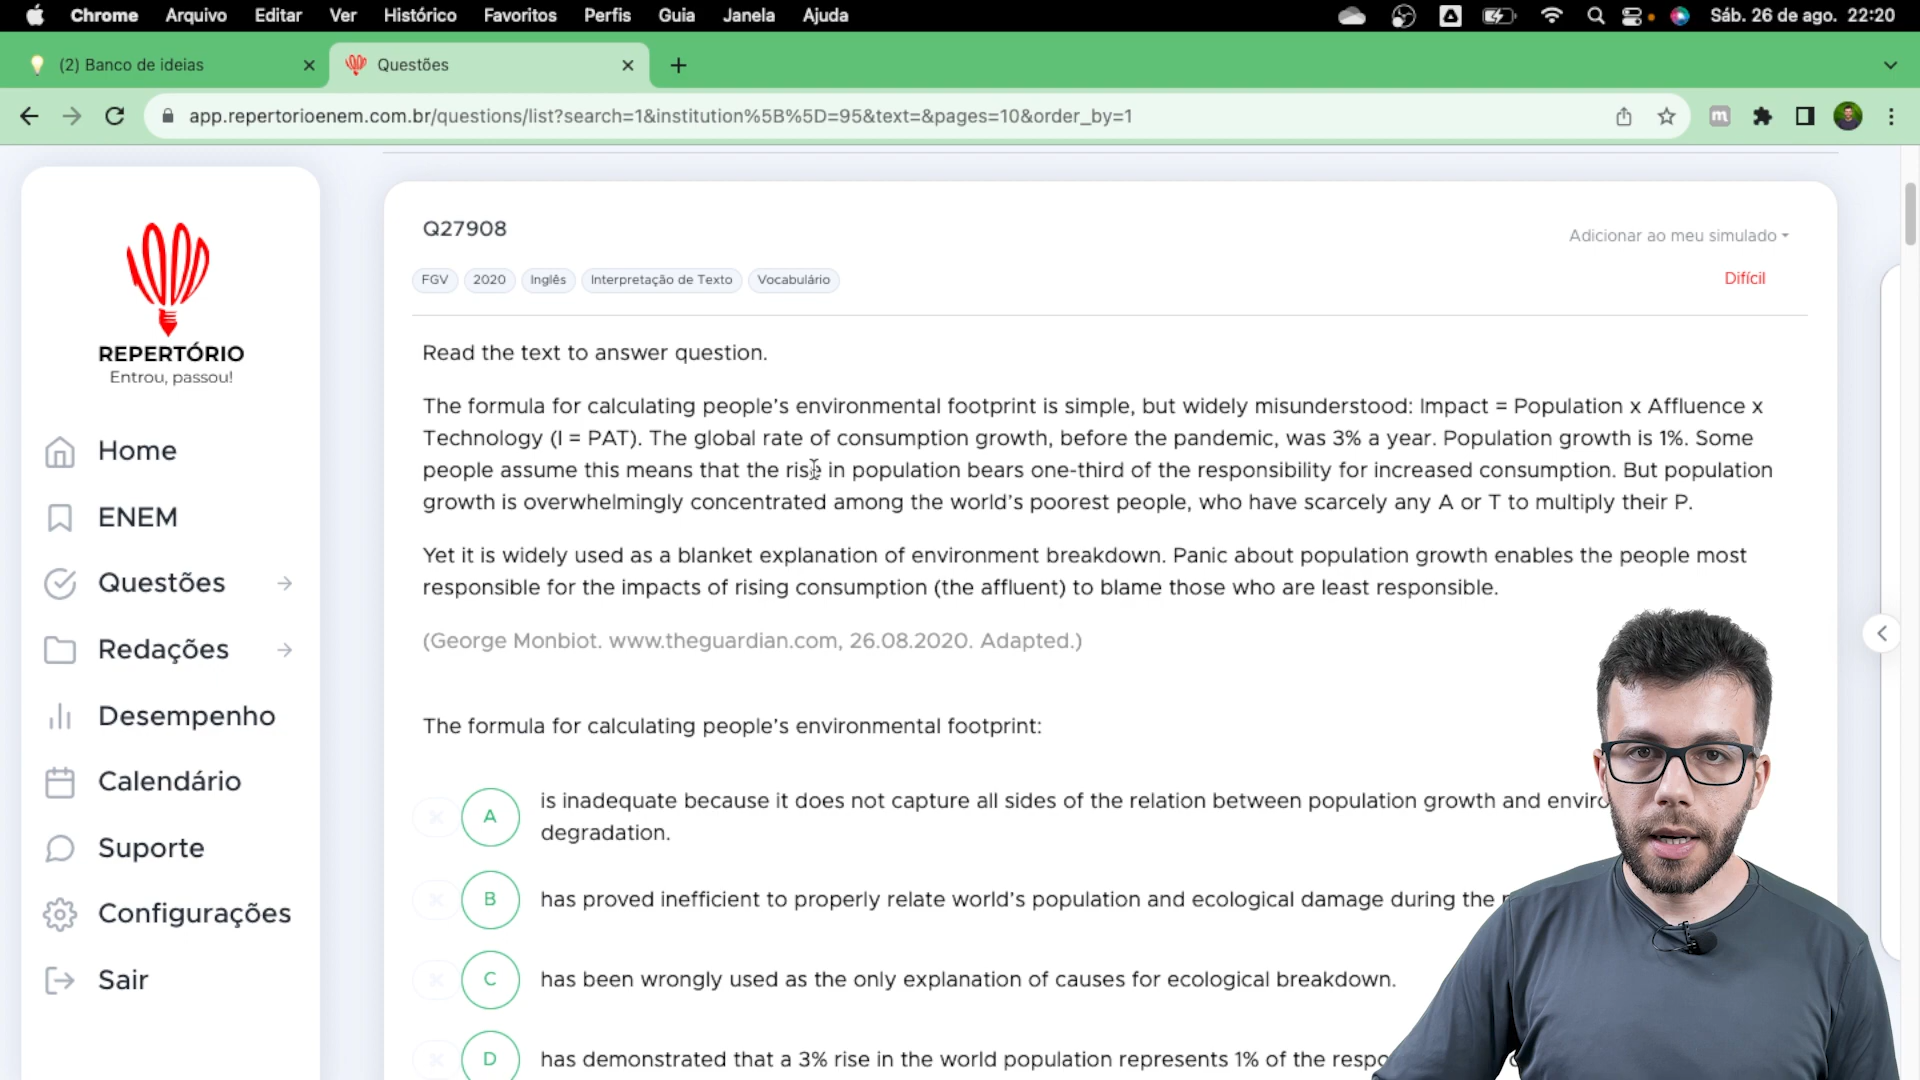 Chrome Arquivo Editar Ver Histórico Favoritos Perfis Guia Janela Ajuda Sáb. 26 de ago. 22:20
(2) Banco de ideias
Questões
app.repertorioenem.com.br/questions/list?search=1&institution%5B%5D=95&text=&pages=10&order_by=1
REPERTÓRIO
Entrou, passou!
Home
ENEM
Questões
Redações
Desempenho
Calendário
Suporte
Configurações
Sair
Q27908
Adicionar ao meu simulado
FGV 2020 Inglês Interpretação de Texto Vocabulário
Difícil
Read the text to answer question.
The formula for calculating people’s environmental footprint is simple, but widely misunderstood: Impact = Population x Affluence x
Technology (I = PAT). The global rate of consumption growth, before the pandemic, was 3% a year. Population growth is 1%. Some
people assume this means that the rise in population bears one-third of the responsibility for increased consumption. But population
growth is overwhelmingly concentrated among the world’s poorest people, who have scarcely any A or T to multiply their P.
Yet it is widely used as a blanket explanation of environment breakdown. Panic about population growth enables the people most
responsible for the impacts of rising consumption (the affluent) to blame those who are least responsible.
(George Monbiot. www.theguardian.com, 26.08.2020. Adapted.)
The formula for calculating people’s environmental footprint:
A is inadequate because it does not capture all sides of the relation between population growth and
degradation.
B has proved inefficient to properly relate world’s population and ecological damage during the
C has been wrongly used as the only explanation of causes for ecological breakdown.
D has demonstrated that a 3% rise in the world population represents 1% of the